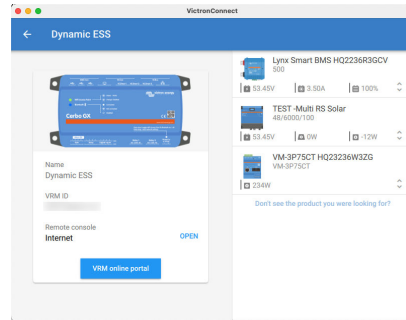 VictronConnect
Dynamic ESS
Cerbo GX
Name
Dynamic ESS
VRM ID
Remote console
Internet
OPEN
VRM online portal
Lynx Smart BMS HQ2236R3GCV
500
53.45V
3.50A
100%
TEST -Multi RS Solar
48/6000/100
53.45V
0W
-12W
VM-3P75CT HQ23236W3ZG
VM-3P75CT
234W
Don't see the product you were looking for?